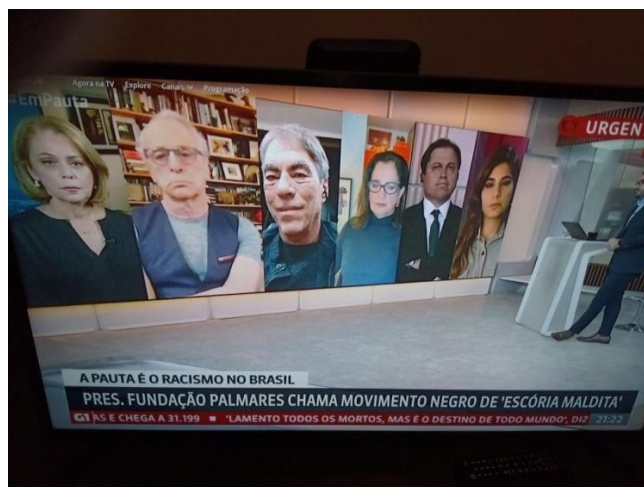 Agora na TV Explore Canais Programação
#EmPauta
URGEN
A PAUTA É O RACISMO NO BRASIL
PRES. FUNDAÇÃO PALMARES CHAMA MOVIMENTO NEGRO DE 'ESCÓRIA MALDITA'
G1 AS E CHEGA A 31.199 ■ 'LAMENTO TODOS OS MORTOS, MAS É O DESTINO DE TODO MUNDO', DIZ 21:22